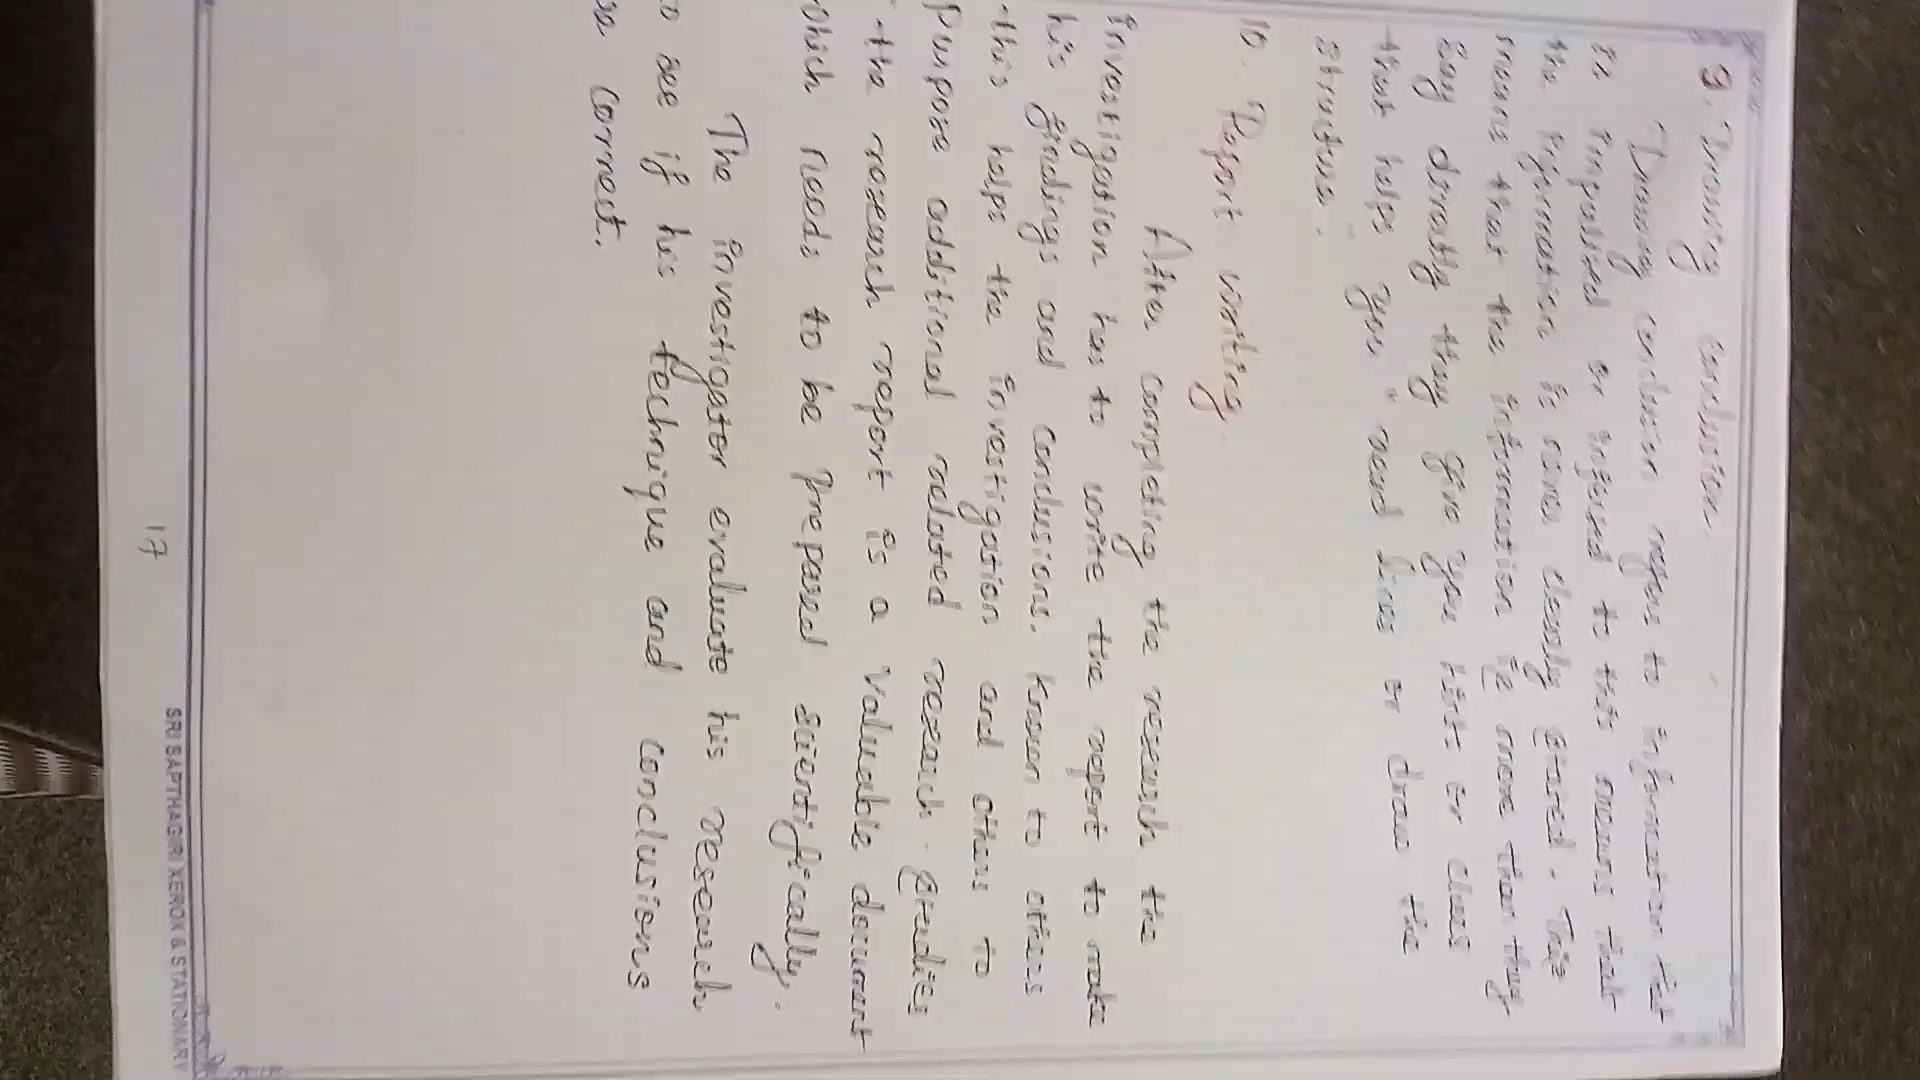 9. Drawing conclusion.
"Drawing conclusion refers to information that
is implised or infered to this means that
the information is never clearly stated. This
means that the information is more than they
say directly they give you hints or clues
that helps you "read lines or draw the
structure".
10. Report writing.
After completing the research the
investigation has to write the report to make
his findings and conclusions. known to others
this helps the investigation and others to
purpose additional related research studies
the research report is a valuable document
which needs to be prepared scientifically.
The investigator evaluate his research
to see if his technique and conclusions
correct.
17
SRI SAPTHAGIRI XEROX & STATIONARY